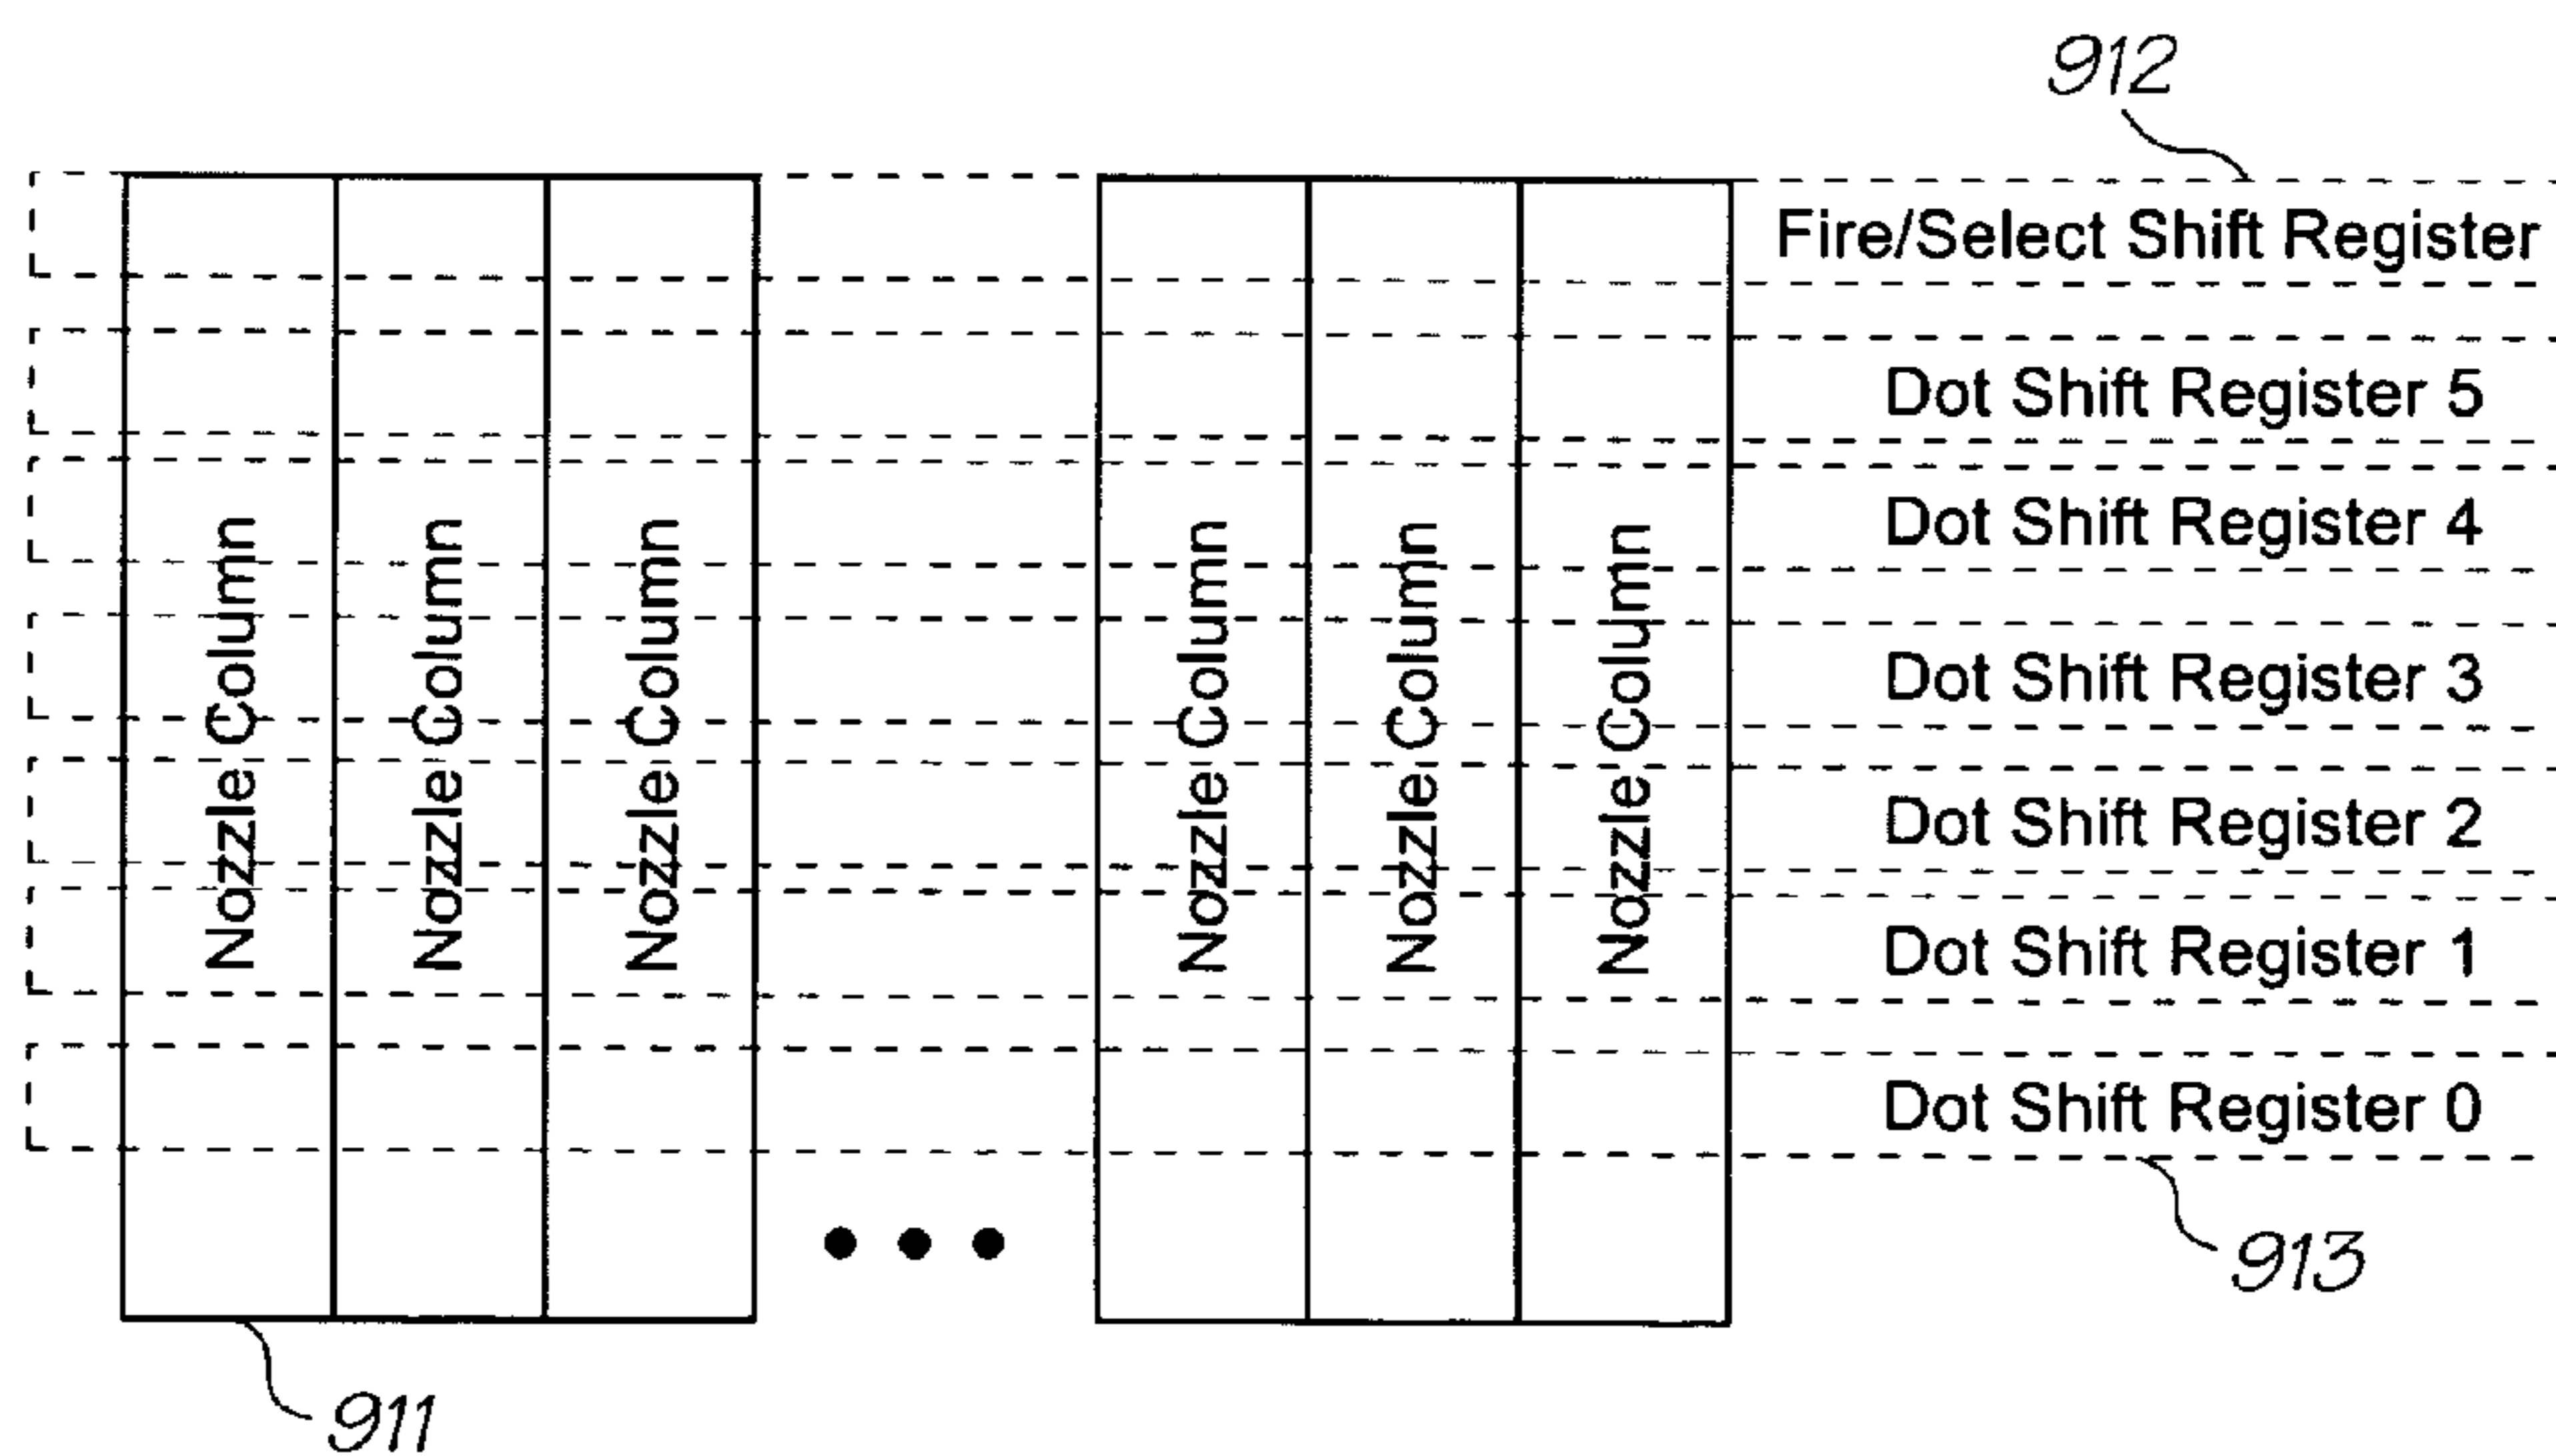 912
Fire/Select Shift Register
Dot Shift Register 5
Dot Shift Register 4
Dot Shift Register 3
Dot Shift Register 2
Dot Shift Register 1
Dot Shift Register 0
Nozzle Column
Nozzle Column
Nozzle Column
Nozzle Column
Nozzle Column
Nozzle Column
913
911